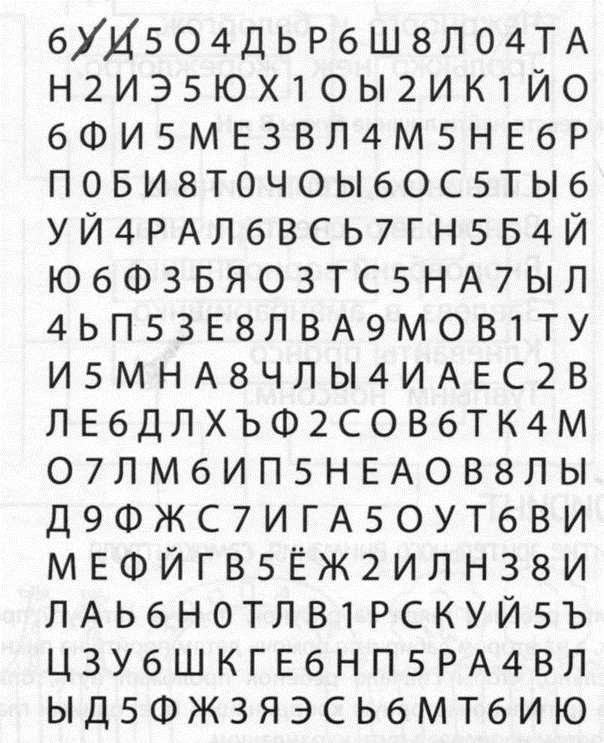 6 У Д 5 О 4 Д Ь Р 6 Ш 8 Л 0 4 Т А
Н 2 И Э 5 Ю Х 1 О Ы 2 И К 1 Й О
6 Ф И 5 М Е 3 В Л 4 М 5 Н Е 6 Р
П 0 Б И 8 Т 0 Ч О Ы 6 О С 5 Т Ы 6
У Й 4 Р А Л 6 В С Ь 7 Г Н 5 Б 4 Й
Ю 6 Ф 3 Б Я О 3 Т С 5 Н А 7 Ы Л
4 Ь П 5 З Е 8 Л В А 9 М О В 1 Т У
И 5 М Н А 8 Ч Л Ы 4 И А Е С 2 В
Л Е 6 Д Л Х Ъ Ф 2 С О В 6 Т К 4 М
О 7 Л М 6 И П 5 Н Е А О В 8 Л Ы
Д 9 Ф Ж С 7 И Г А 5 О У Т 6 В И
М Е Ф Й Г В 5 Ё Ж 2 И Л Н 3 8 И
Ц А Ь 6 Н О Т Л В 1 Р С К У Й 5 Ъ
Ц 3 У 6 Ш К Г Е 6 Н П 5 Р А 4 В Л
Ы Д 5 Ф Ж 3 Я Э С Ь 6 М Т 6 И Ю